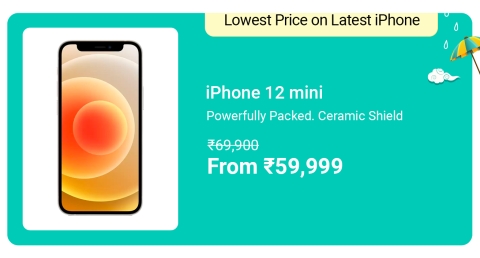 Lowest Price on Latest iPhone
iPhone 12 mini
Powerfully Packed. Ceramic Shield
₹69,900
From ₹59,999